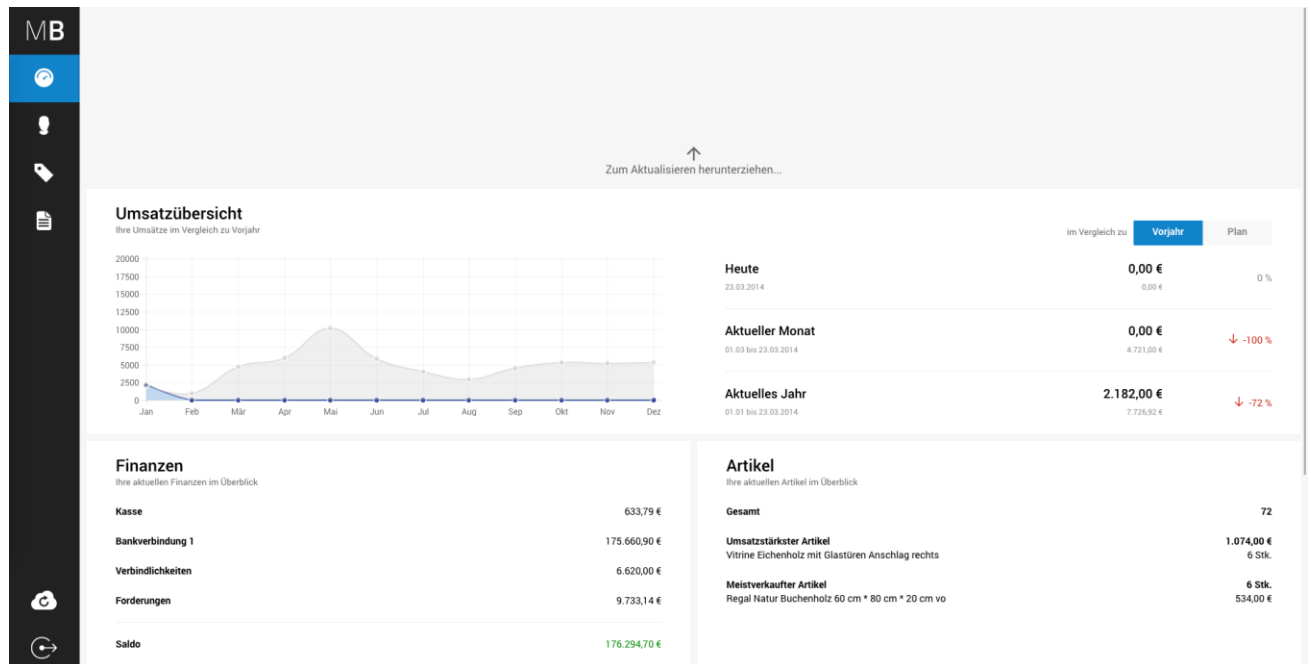 MB
Zum Aktualisieren herunterziehen...
Umsatzübersicht
Ihre Umsätze im Vergleich zu Vorjahr
im Vergleich zu Vorjahr Plan
20000
17500
15000
12500
10000
7500
5000
2500
0
Jan Feb Mär Apr Mai Jun Jul Aug Sep Okt Nov Dez
Heute 0,00 €
23.03.2014 0,00 € 0 %
Aktueller Monat 0,00 €
01.03 bis 23.03.2014 4.721,00 € -100 %
Aktuelles Jahr 2.182,00 €
01.01 bis 23.03.2014 7.726,92 € -72 %
Finanzen
Ihre aktuellen Finanzen im Überblick
Kasse 633,79 €
Bankverbindung 1 175.660,90 €
Verbindlichkeiten 6.620,00 €
Forderungen 9.733,14 €
Saldo 176.294,70 €
Artikel
Ihre aktuellen Artikel im Überblick
Gesamt 72
Umsatzstärkster Artikel 1.074,00 €
Vitrine Eichenholz mit Glastüren Anschlag rechts 6 Stk.
Meistverkaufter Artikel 6 Stk.
Regal Natur Buchenholz 60 cm * 80 cm * 20 cm vo 534,00 €